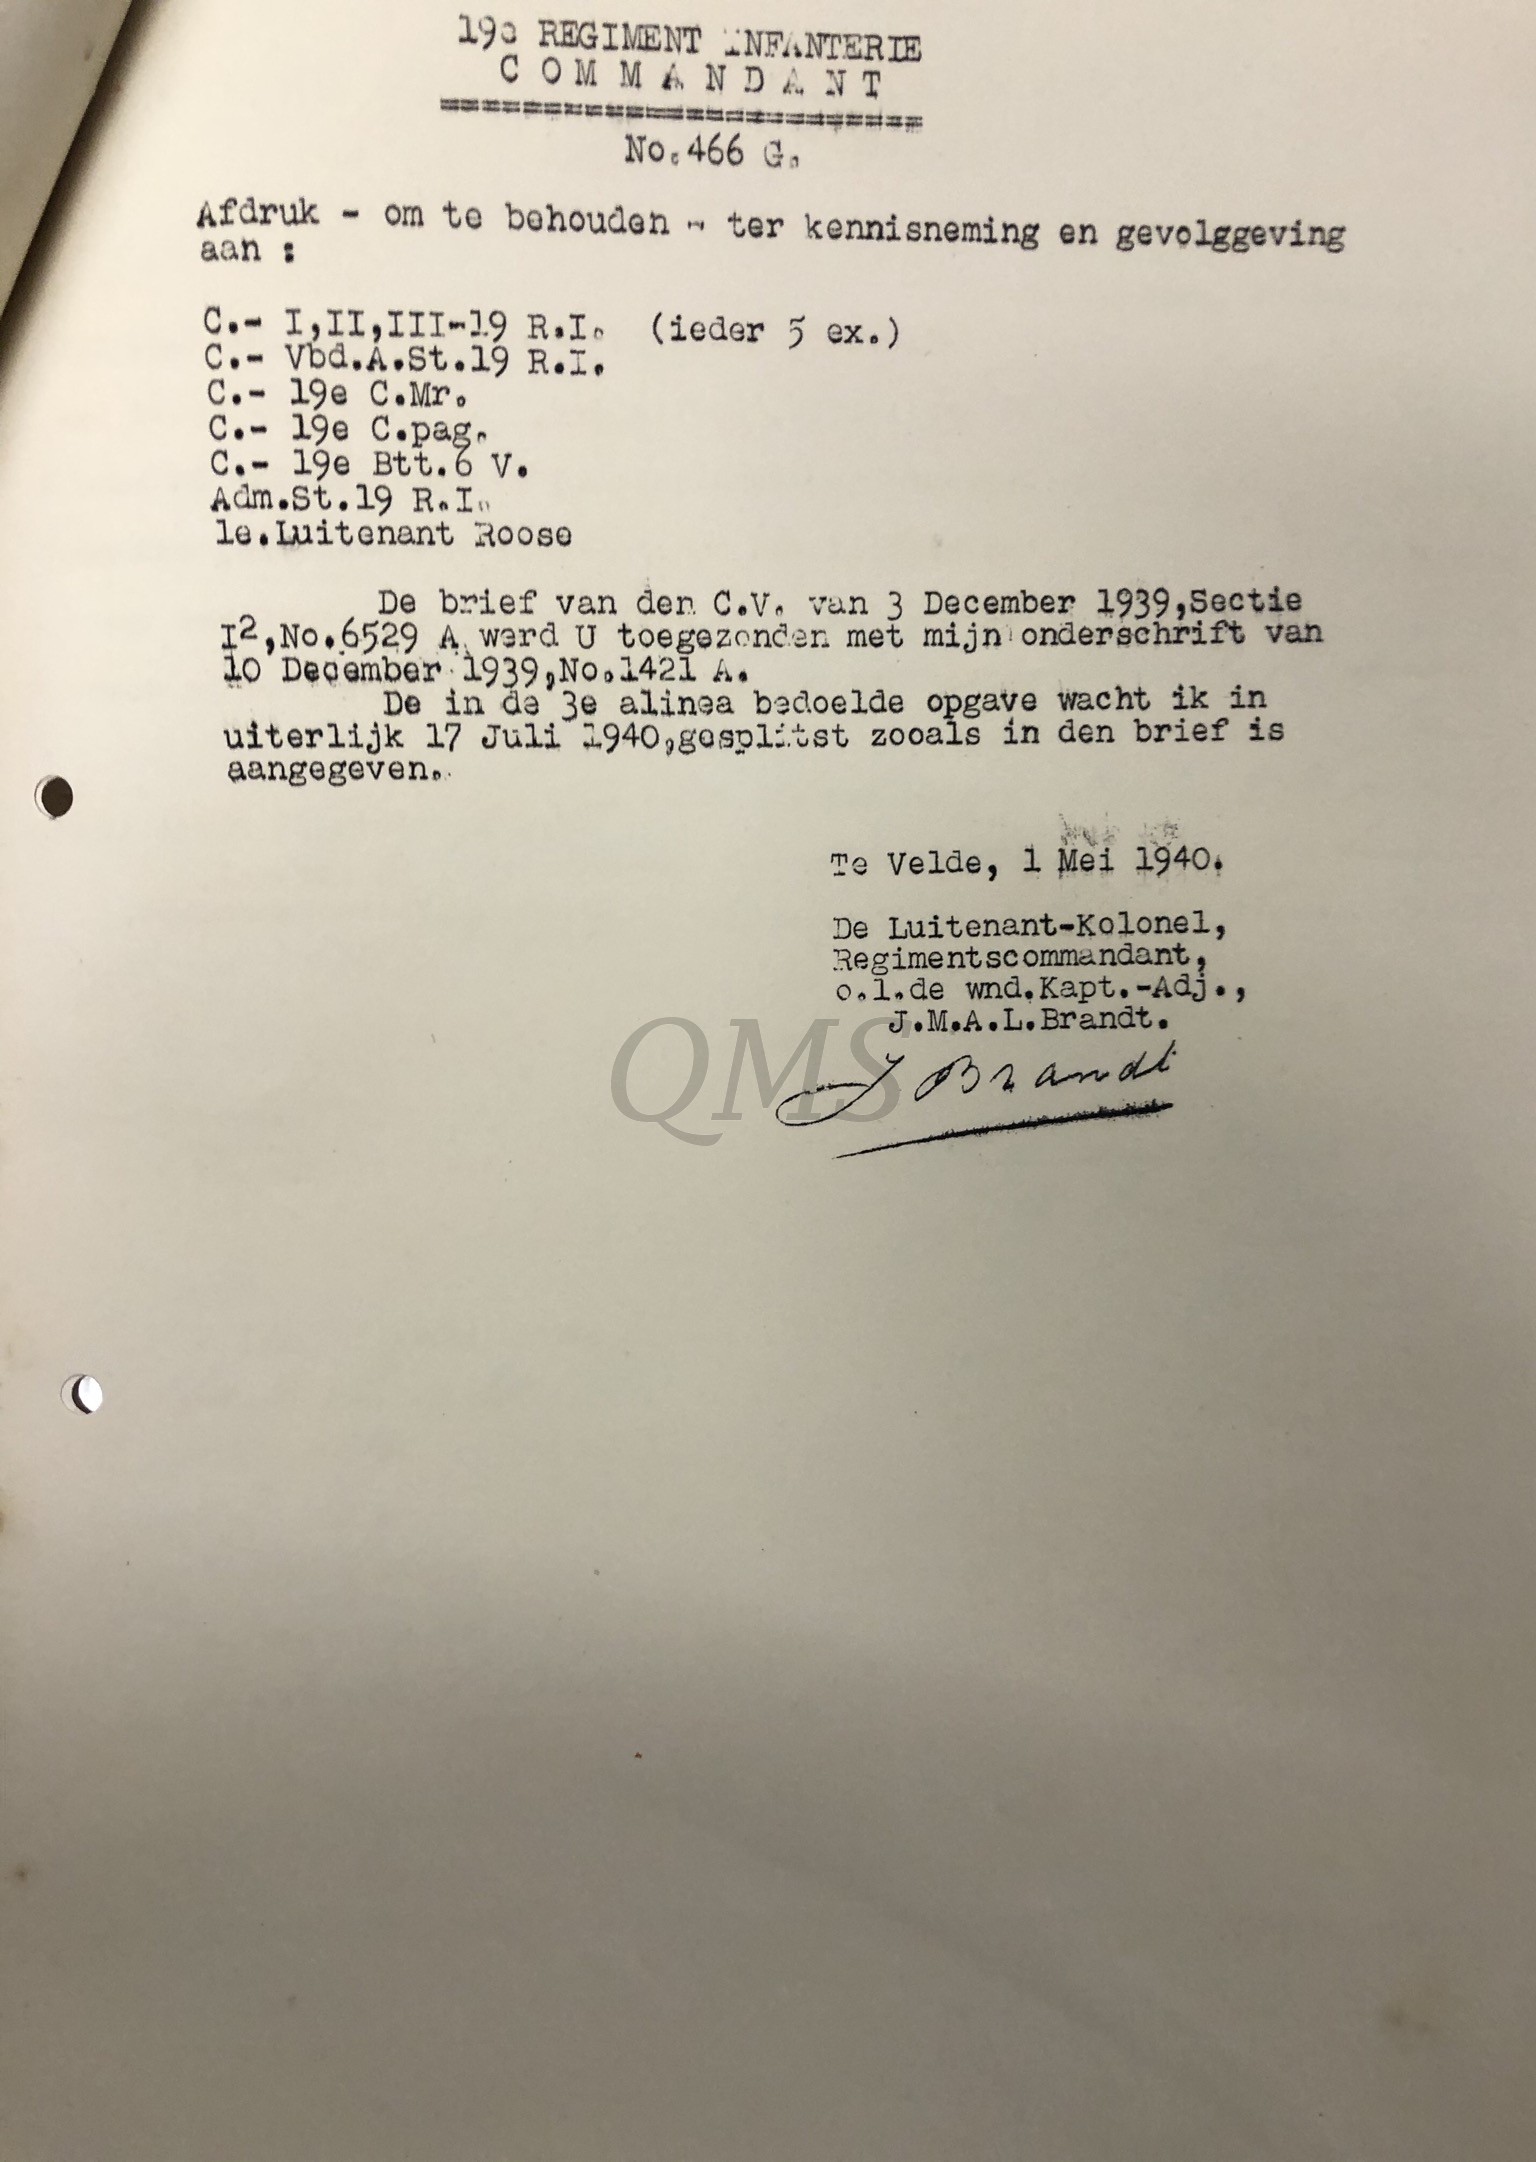 19e REGIMENT INFANTERIE
C O M M A N D A N T
=======================
No.466 G.
Afdruk - om te behouden - ter kennisneming en gevolggeving
aan :
C.- I,II,III-19 R.I. (ieder 5 ex.)
C.- Vbd.A.St.19 R.I.
C.- 19e C.Mr.
C.- 19e C.pag.
C.- 19e Btt.6 V.
Adm.St.19 R.I.
1e.Luitenant Roose
De brief van den C.V. van 3 December 1939,Sectie
I²,No.6529 A werd U toegezonden met mijn onderschrift van
10 December 1939,No.1421 A.
De in de 3e alinea bedoelde opgave wacht ik in
uiterlijk 17 Juli 1940,gesplitst zooals in den brief is
aangegeven.
Te Velde, 1 Mei 1940.
De Luitenant-Kolonel,
Regimentscommandant,
o.l.de wnd.Kapt.-Adj.,
J.M.A.L.Brandt.
QMS
J Brandt